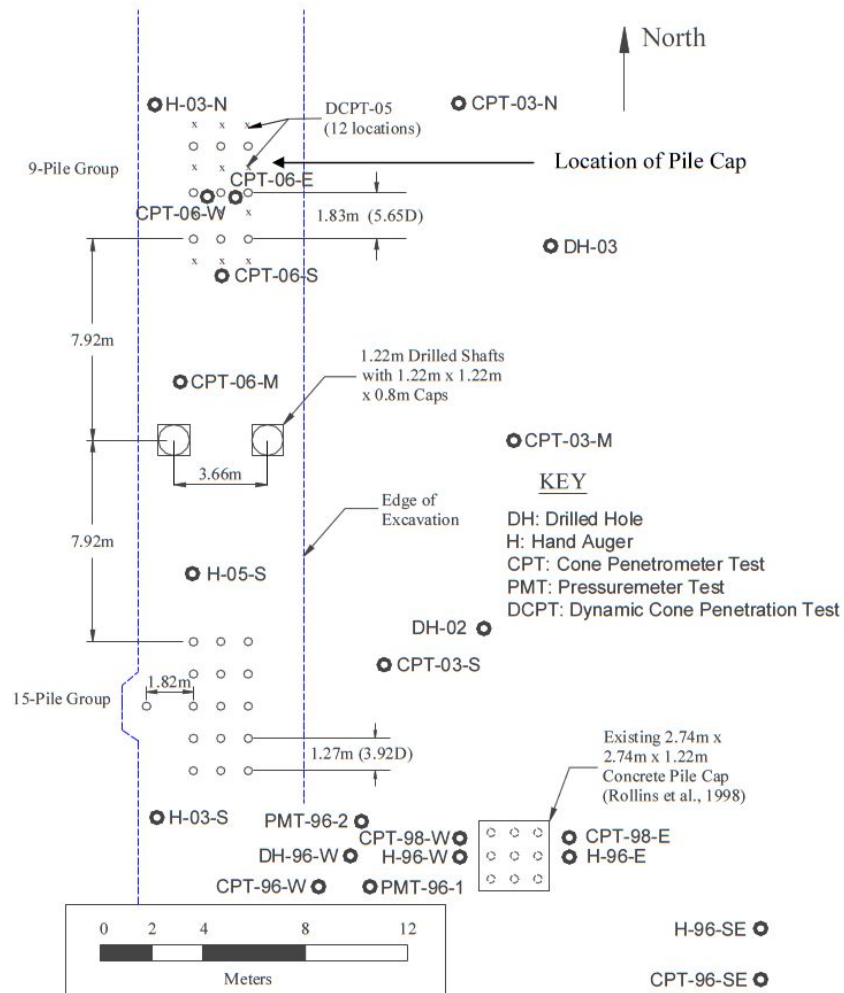 North
H-03-N
DCPT-05
(12 locations)
CPT-03-N
9-Pile Group
Location of Pile Cap
CPT-06-E
CPT-06-W
1.83m (5.65D)
DH-03
CPT-06-S
7.92m
1.22m Drilled Shafts
with 1.22m x 1.22m
x 0.8m Caps
CPT-06-M
CPT-03-M
3.66m
KEY
DH: Drilled Hole
H: Hand Auger
CPT: Cone Penetrometer Test
PMT: Pressuremeter Test
DCPT: Dynamic Cone Penetration Test
Edge of
Excavation
7.92m
H-05-S
DH-02
CPT-03-S
1.82m
15-Pile Group
1.27m (3.92D)
Existing 2.74m x
2.74m x 1.22m
Concrete Pile Cap
(Rollins et al., 1998)
H-03-S
PMT-96-2
CPT-98-W
CPT-98-E
DH-96-W
H-96-W
H-96-E
CPT-96-W
PMT-96-1
0 2 4 8 12
Meters
H-96-SE
CPT-96-SE